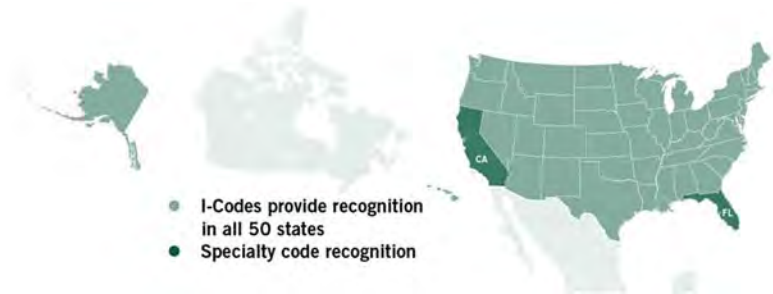 CA
FL
I-Codes provide recognition
in all 50 states
Specialty code recognition